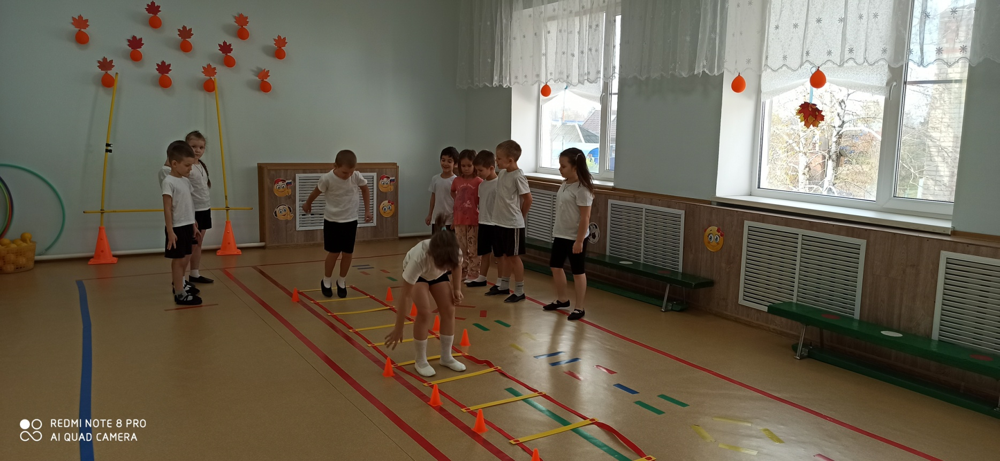 REDMI NOTE 8 PRO
AI QUAD CAMERA